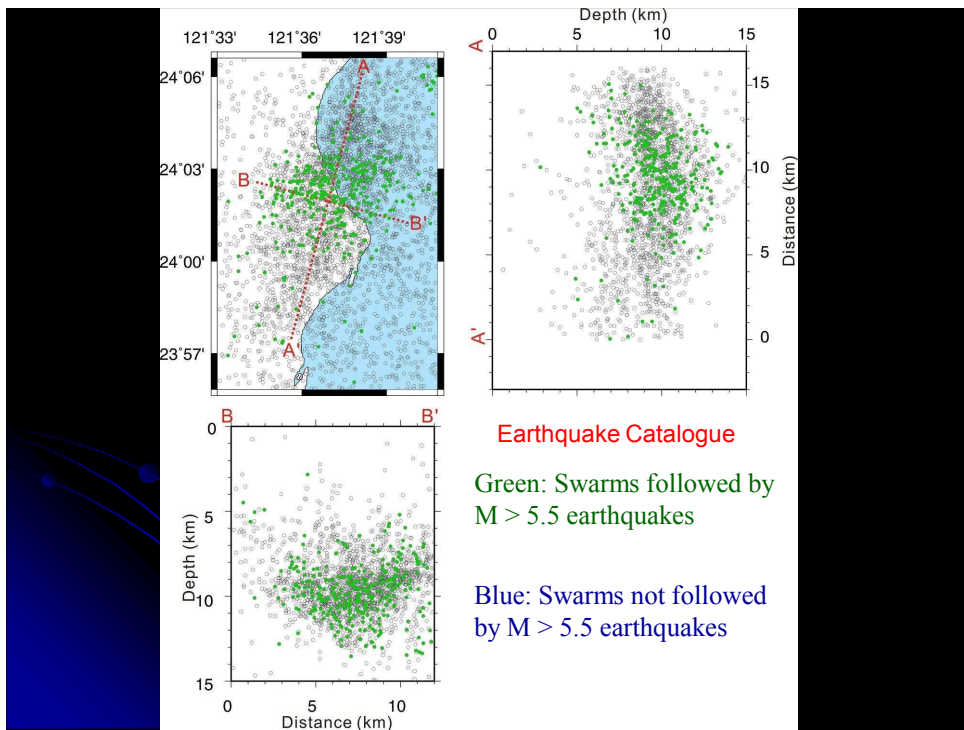 121˚33' 121˚36' 121˚39'
24˚06'
24˚03'
24˚00'
23˚57'
A
B
B'
A'
Depth (km)
0 5 10 15
A
15
10
5
0
Distance (km)
A'
B B'
0
5
10
15
Depth (km)
0 5 10
Distance (km)
Earthquake Catalogue
Green: Swarms followed by
M > 5.5 earthquakes
Blue: Swarms not followed
by M > 5.5 earthquakes